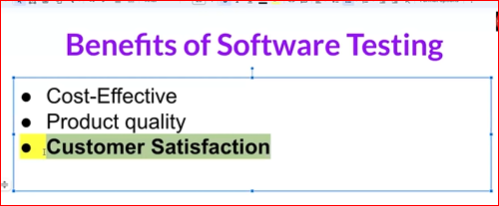 Benefits of Software Testing
● Cost-Effective
● Product quality
● Customer Satisfaction